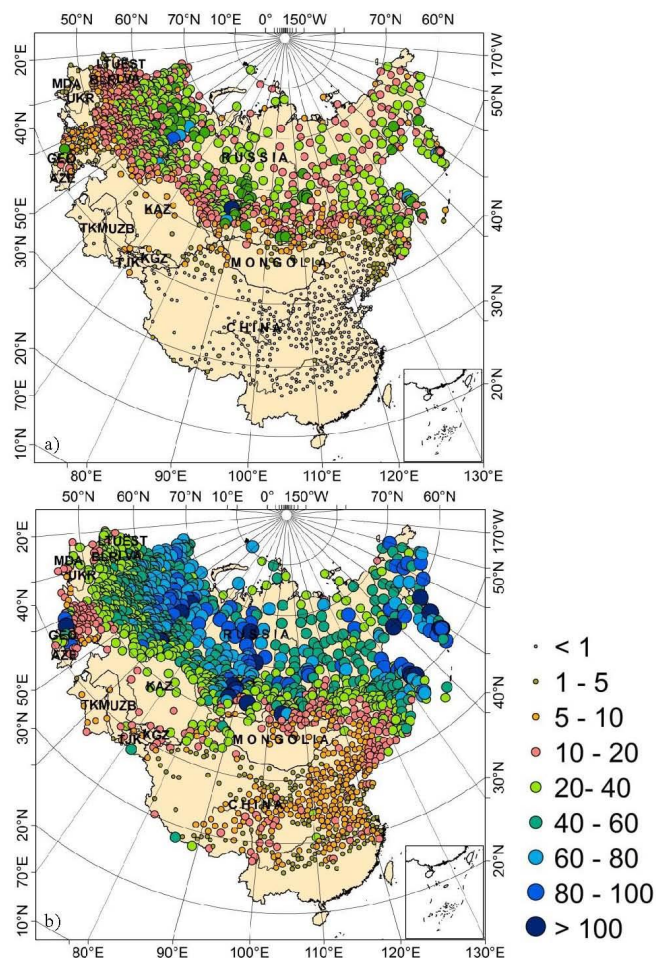 50°N 60°N 70°N 10°E 0° 150°W 70°N 60°N
20°E
170°W
LTU EST
MDA BLR LVA
UKR
50°N
40°N
RUSSIA
GEO
AZE
40°N
50°E
KAZ
30°N
TKM UZB
TJK KGZ
MONGOLIA
30°N
CHINA
20°N
20°N
70°E
10°N
a)
80°E 90°E 100°E 110°E 120°E 130°E
50°N 60°N 70°N 10°E 0° 150°W 70°N 60°N
20°E
170°W
LTU EST
MDA BLR LVA
UKR
50°N
40°N
RUSSIA
GEO
AZE
40°N
50°E
KAZ
30°N
TKM UZB
TJK KGZ
MONGOLIA
30°N
CHINA
20°N
20°N
70°E
10°N
b)
80°E 90°E 100°E 110°E 120°E 130°E
< 1
1 - 5
5 - 10
10 - 20
20- 40
40 - 60
60 - 80
80 - 100
> 100